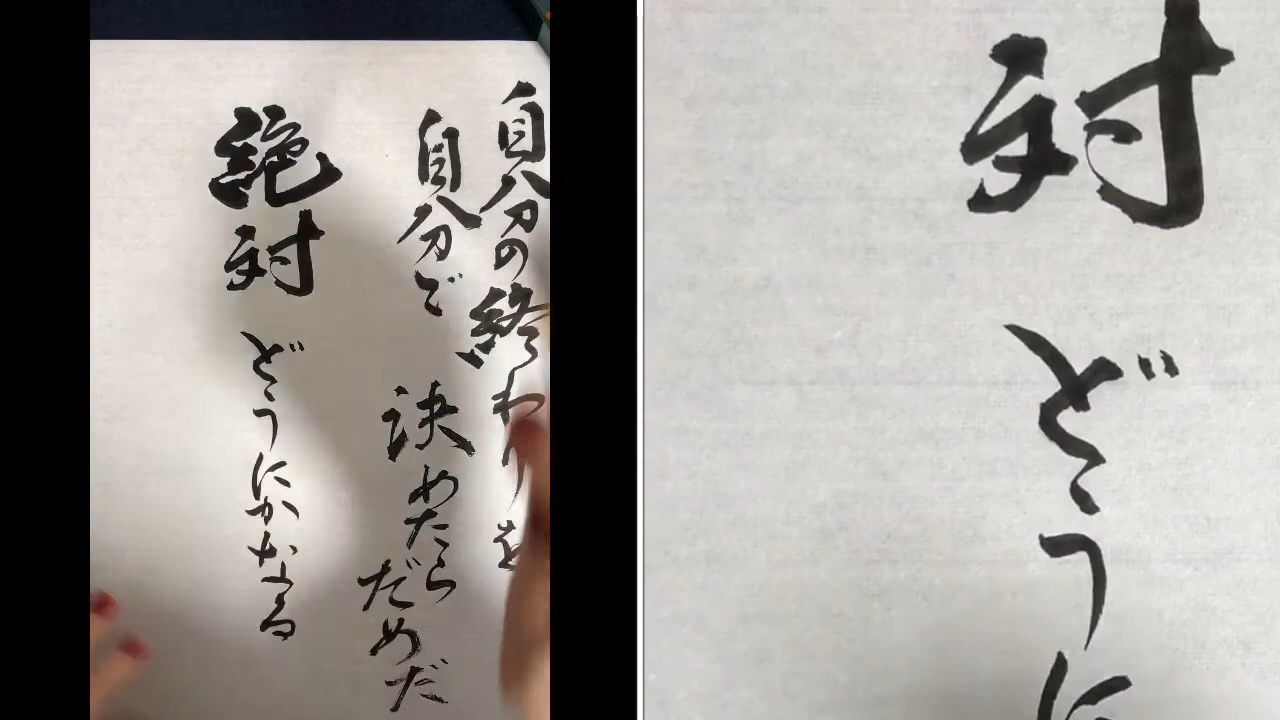 自分の終わりを
自分で 決めたらだめだ
絶対 どうにかなる
対 どうに